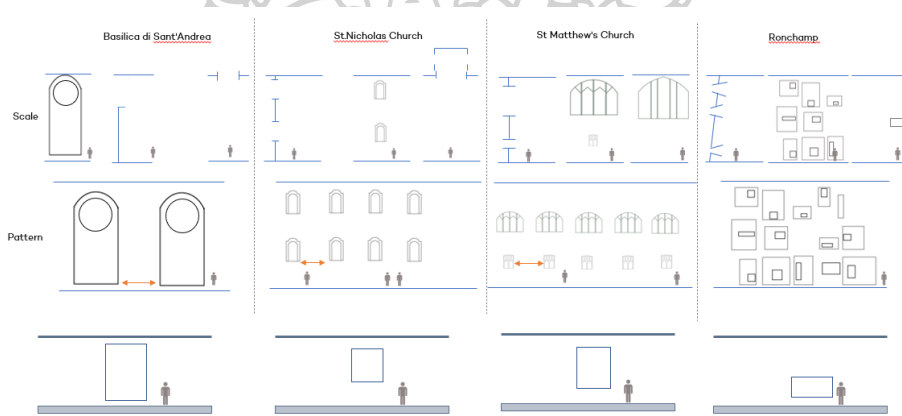 Basilica di Sant'Andrea
St.Nicholas Church
St Matthew's Church
Ronchamp
Scale
Pattern